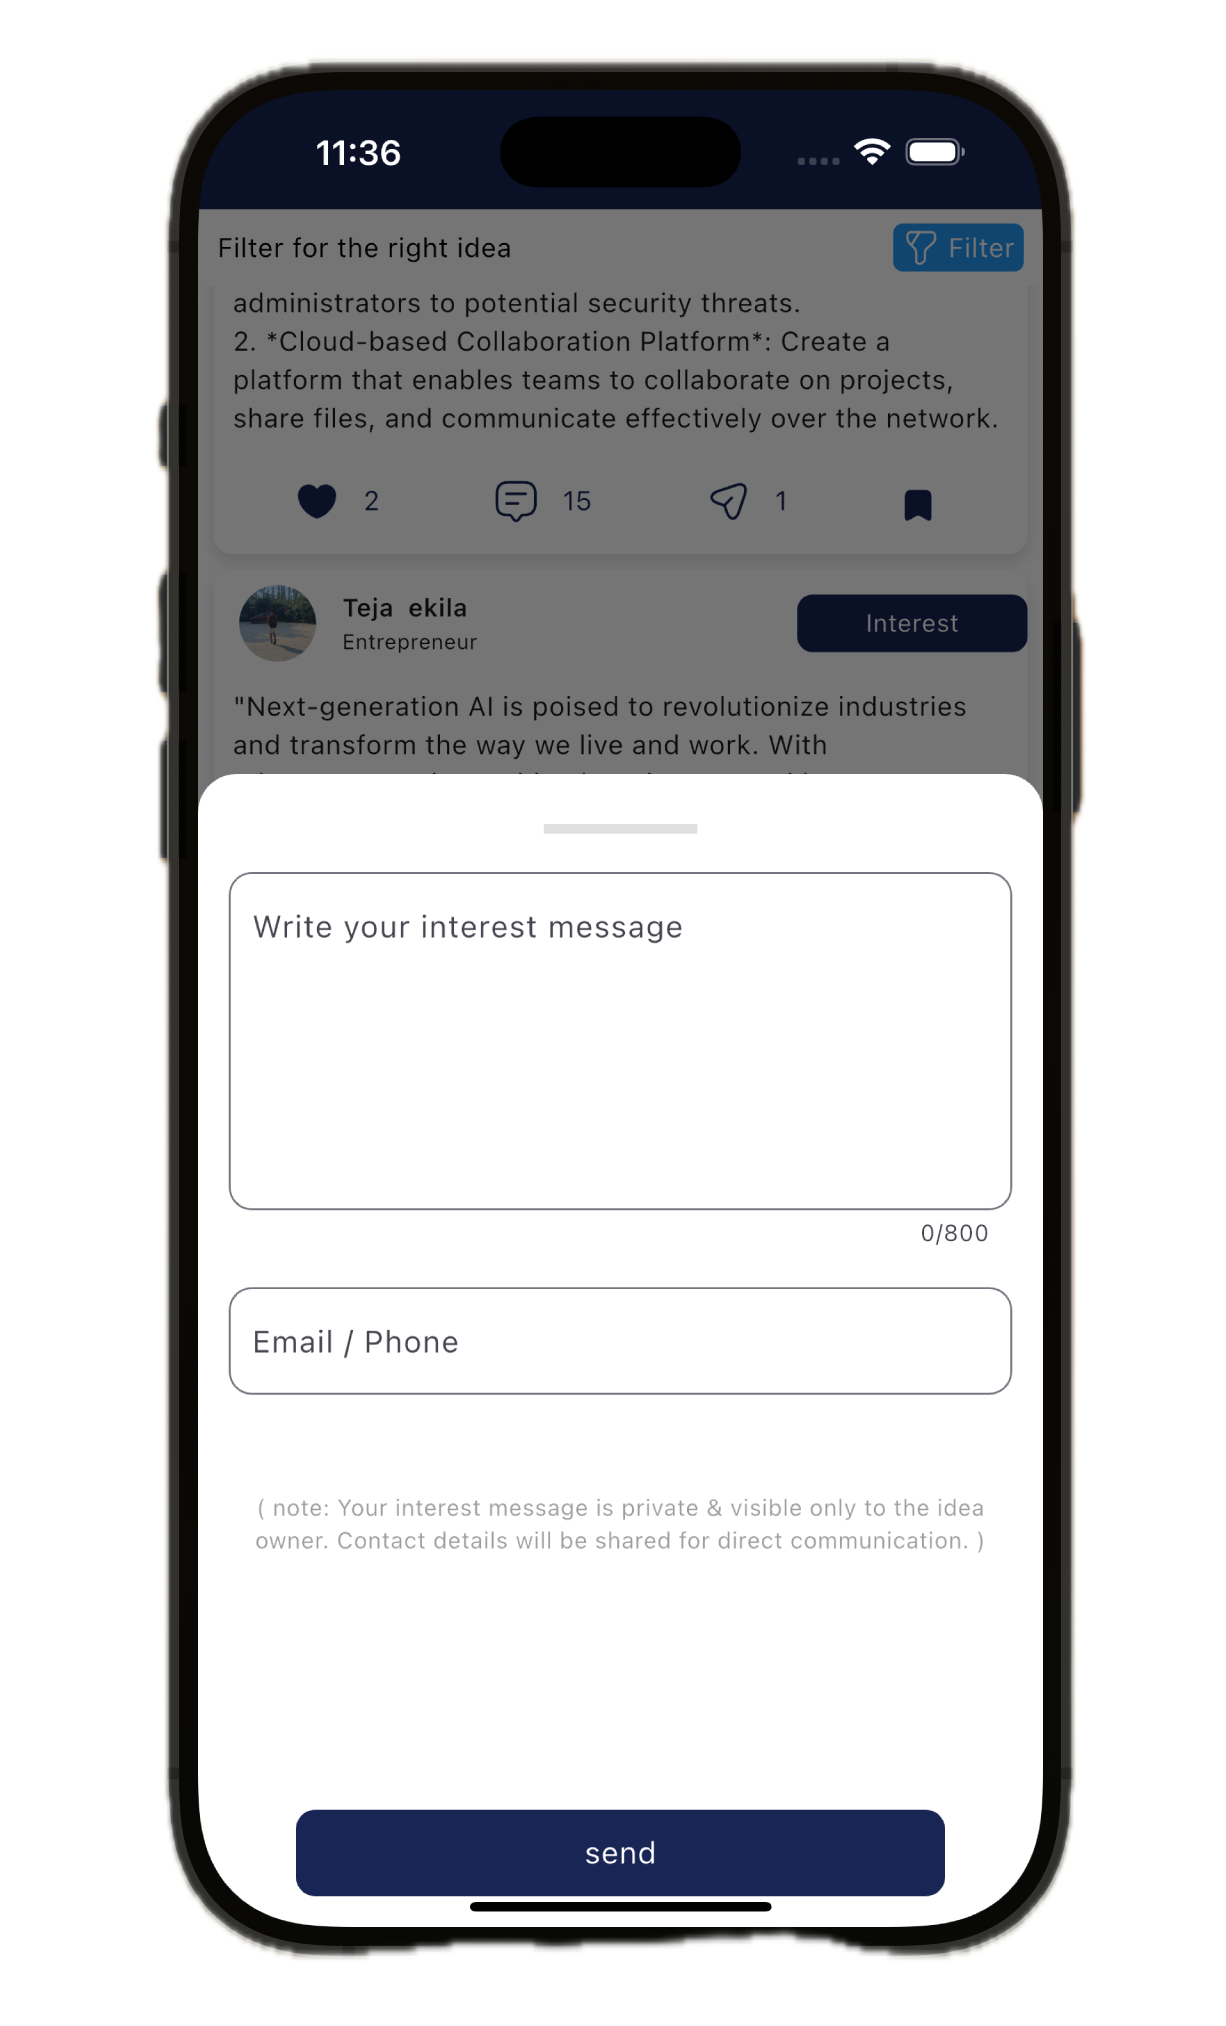 11:36
Filter for the right idea
Filter
administrators to potential security threats.
2. *Cloud-based Collaboration Platform*: Create a
platform that enables teams to collaborate on projects,
share files, and communicate effectively over the network.
2
15
1
Teja  ekila
Entrepreneur
Interest
"Next-generation AI is poised to revolutionize industries
and transform the way we live and work. With
Write your interest message
0/800
Email / Phone
( note: Your interest message is private & visible only to the idea
owner. Contact details will be shared for direct communication. )
send